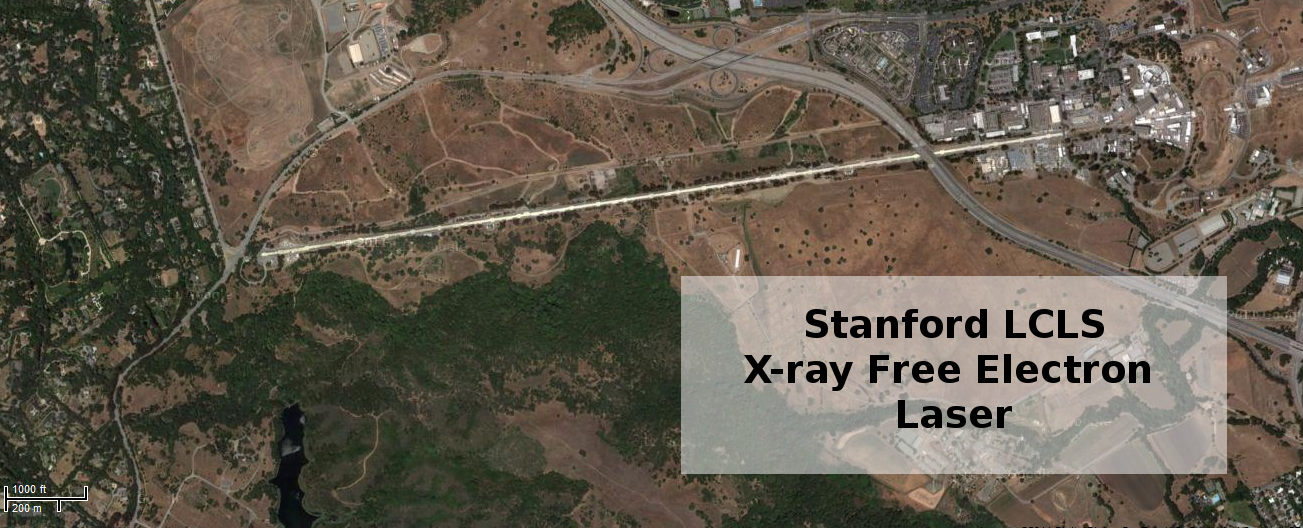 Stanford LCLS
X-ray Free Electron
Laser
1000 ft
200 m